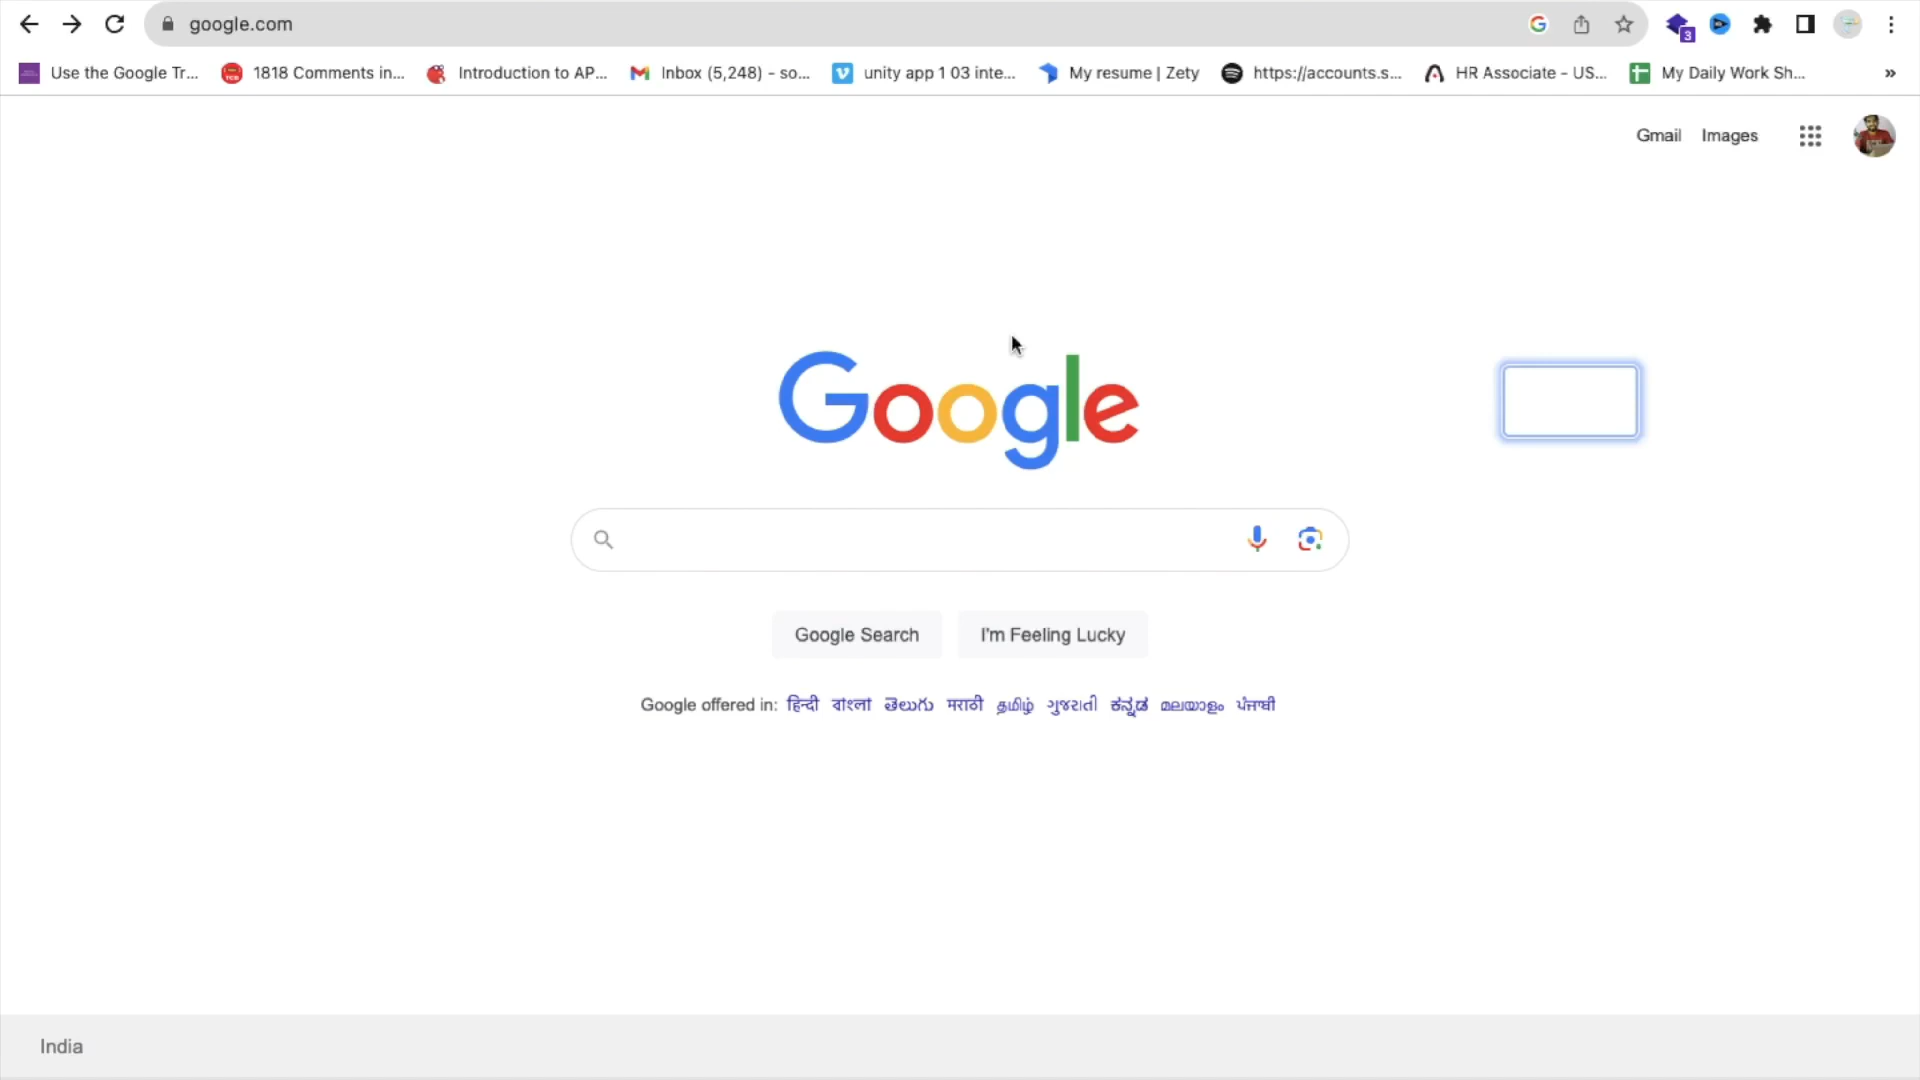 google.com
3
Use the Google Tr... 1818 Comments in... Introduction to AP... Inbox (5,248) - so... unity app 1 03 inte... My resume | Zety https://accounts.s... HR Associate - US... My Daily Work Sh... »
Gmail Images
Google
Google Search I'm Feeling Lucky
Google offered in: हिन्दी বাংলা తెలుగు मराठी தமிழ் ગુજરાતી ಕನ್ನಡ മലയാളം ਪੰਜਾਬੀ
India